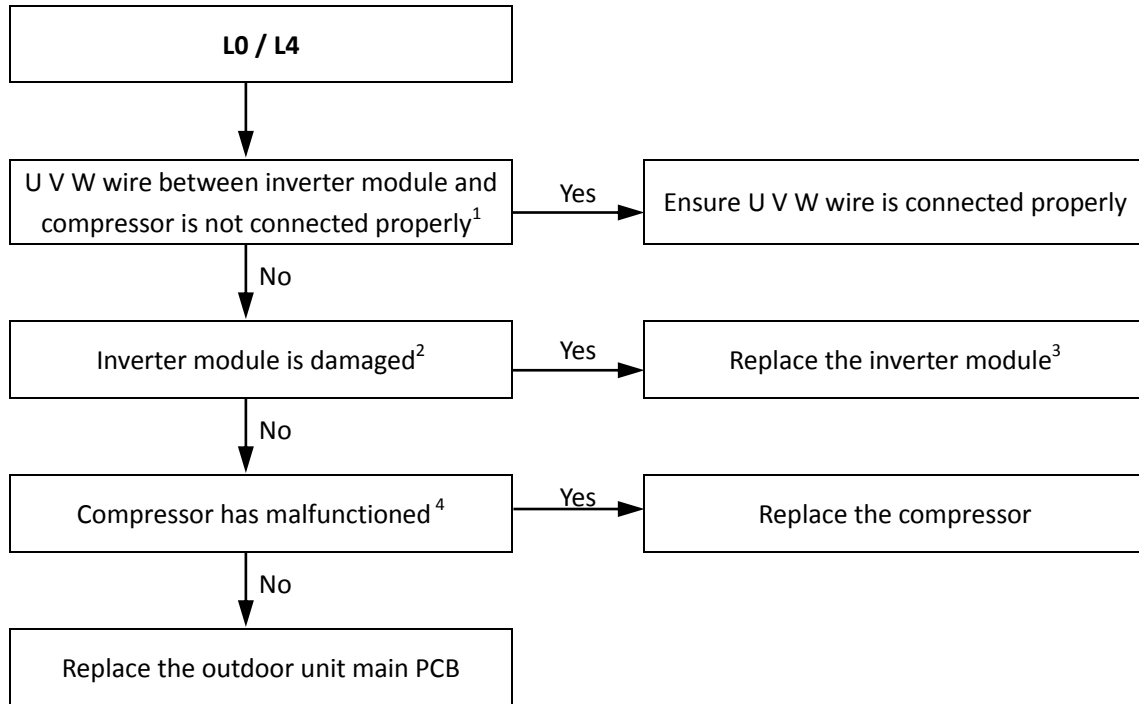 L0 / L4
U V W wire between inverter module and
compressor is not connected properly1
Yes
Ensure U V W wire is connected properly
No
Inverter module is damaged2
Yes
Replace the inverter module3
No
Compressor has malfunctioned 4
Yes
Replace the compressor
No
Replace the outdoor unit main PCB